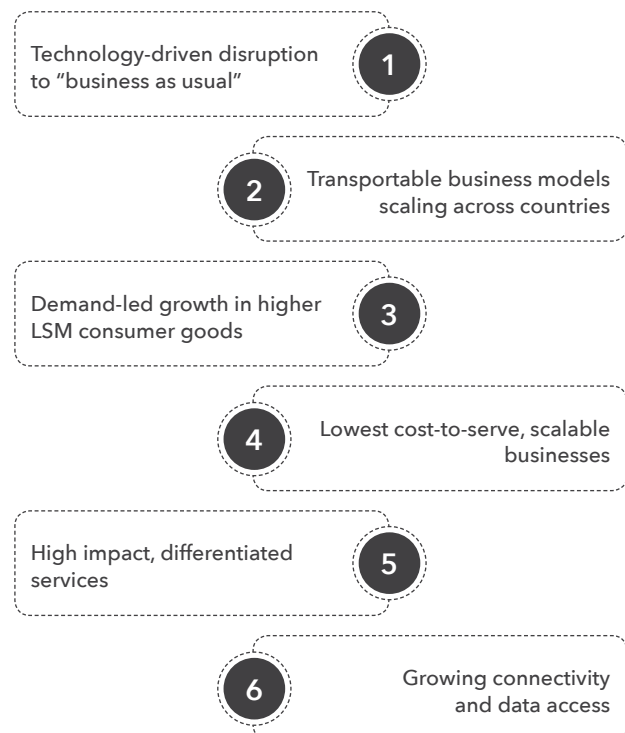 Technology-driven disruption
to “business as usual”
1
2
Transportable business models
scaling across countries
Demand-led growth in higher
LSM consumer goods
3
4
Lowest cost-to-serve, scalable
businesses
High impact, differentiated
services
5
6
Growing connectivity
and data access